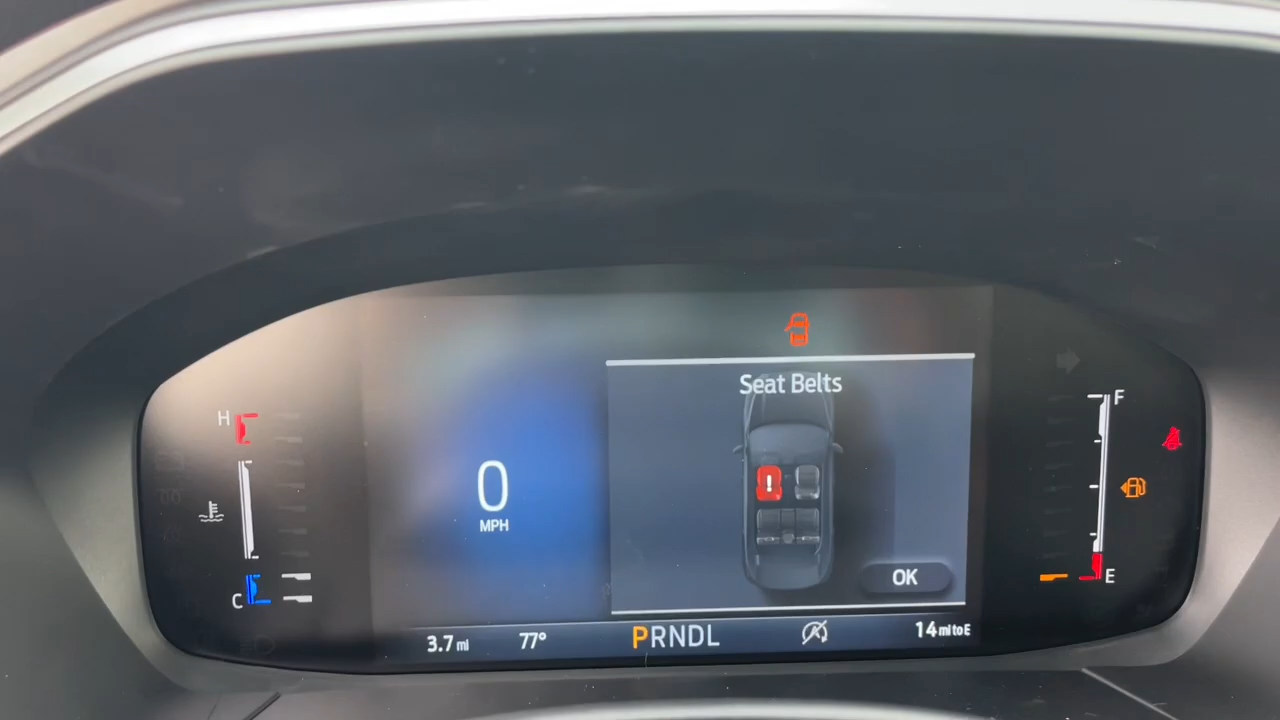 Seat Belts
H
F
!
0
MPH
OK
C
E
3.7 mi
77°
PRNDL
A
14 mi to E